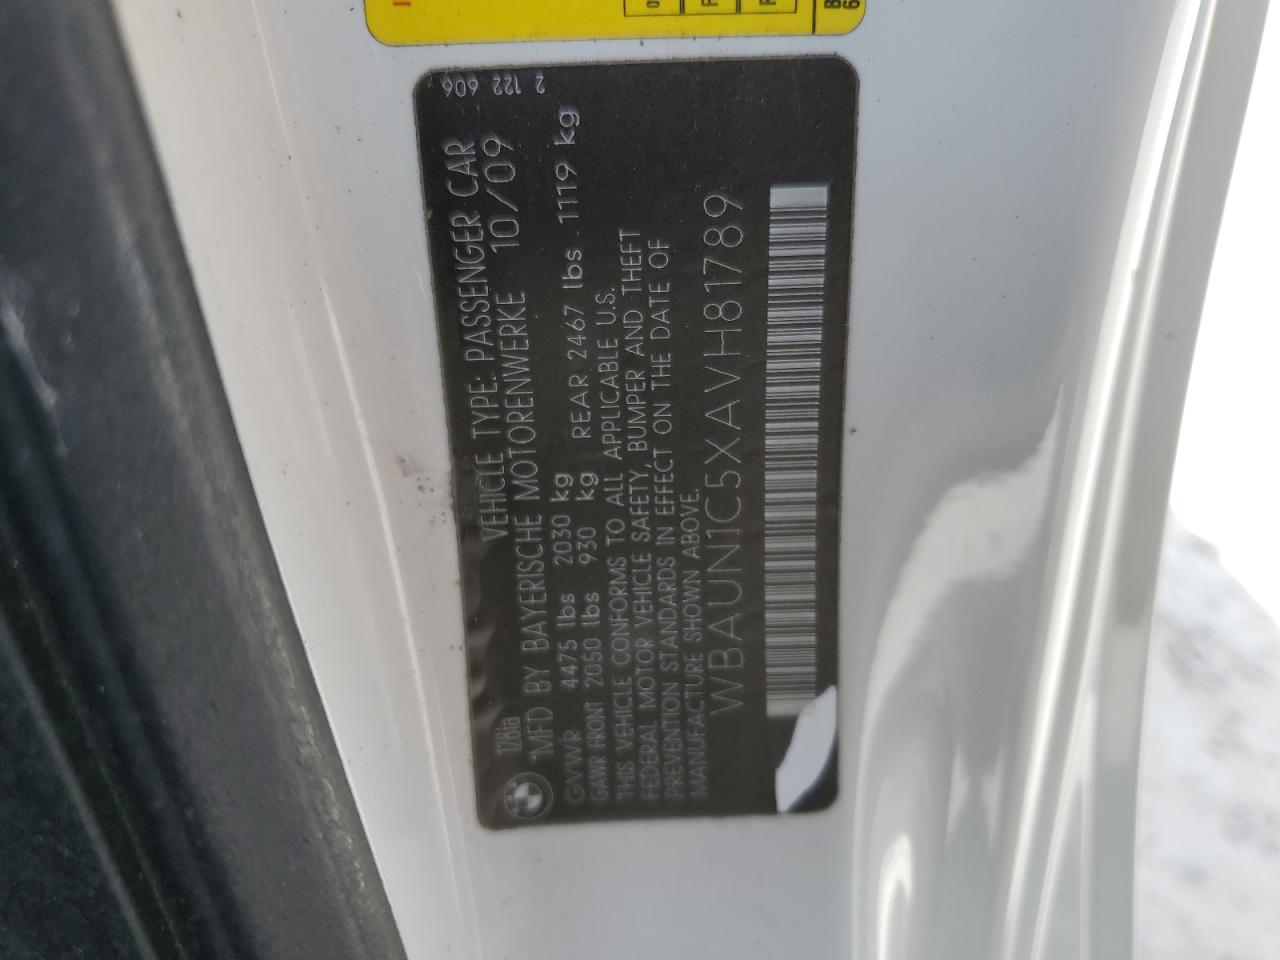 128ia
VEHICLE TYPE: PASSENGER CAR
MFD BY BAYERISCHE MOTORENWERKE 10/09
GVWR 4475 lbs 2030 kg
GAWR FRONT 2050 lbs 930 kg REAR 2467 lbs 1119 kg
THIS VEHICLE CONFORMS TO ALL APPLICABLE U.S.
FEDERAL MOTOR VEHICLE SAFETY, BUMPER AND THEFT
PREVENTION STANDARDS IN EFFECT ON THE DATE OF
MANUFACTURE SHOWN ABOVE.
WBAUN1C5XAVH81789
2 122 606